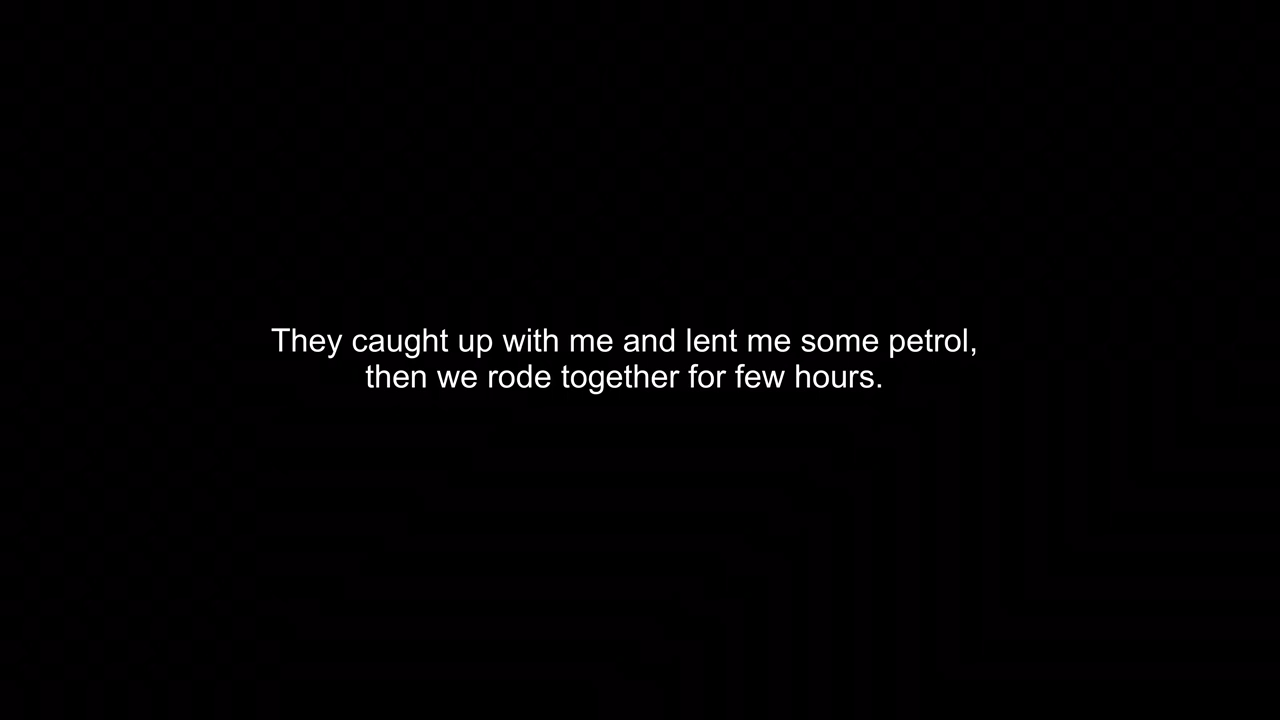 They caught up with me and lent me some petrol,
then we rode together for few hours.